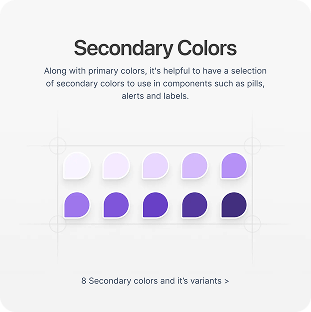 Secondary Colors
Along with primary colors, it's helpful to have a selection
of secondary colors to use in components such as pills,
alerts and labels.
8 Secondary colors and it's variants >